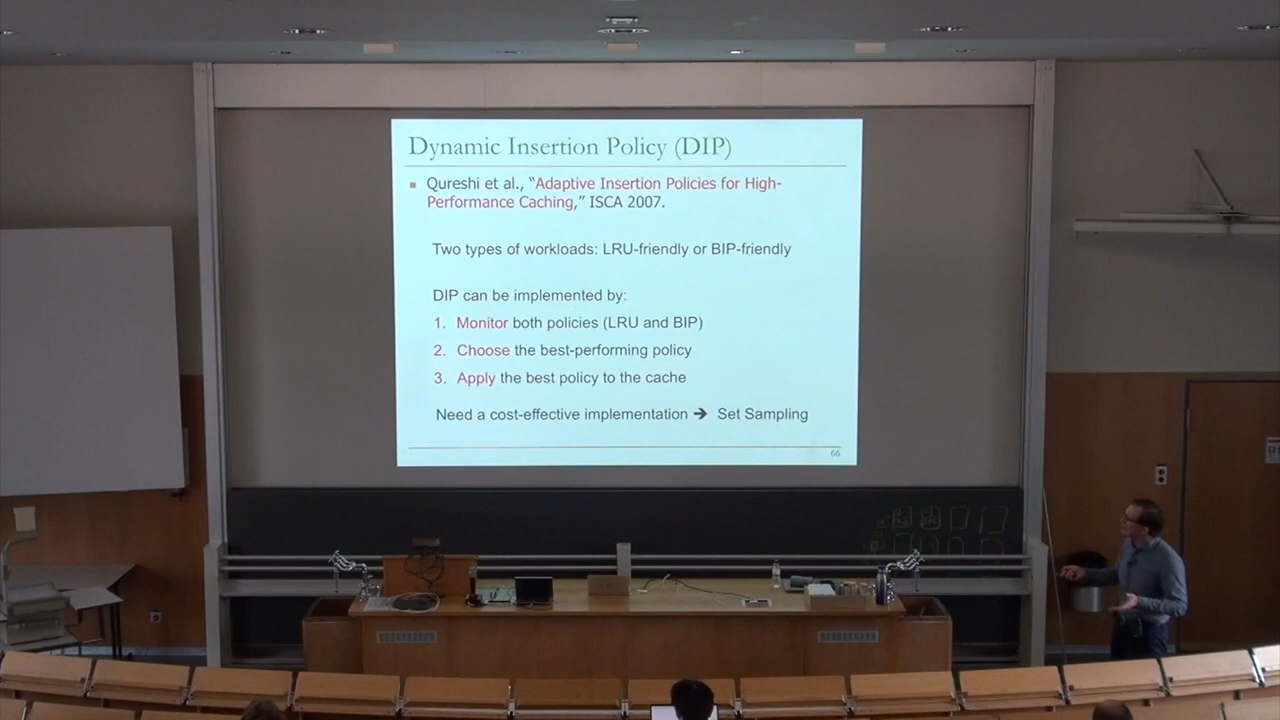 Dynamic Insertion Policy (DIP)
Qureshi et al., “Adaptive Insertion Policies for High-
Performance Caching,” ISCA 2007.
Two types of workloads: LRU-friendly or BIP-friendly
DIP can be implemented by:
1. Monitor both policies (LRU and BIP)
2. Choose the best-performing policy
3. Apply the best policy to the cache
Need a cost-effective implementation ➔ Set Sampling
66